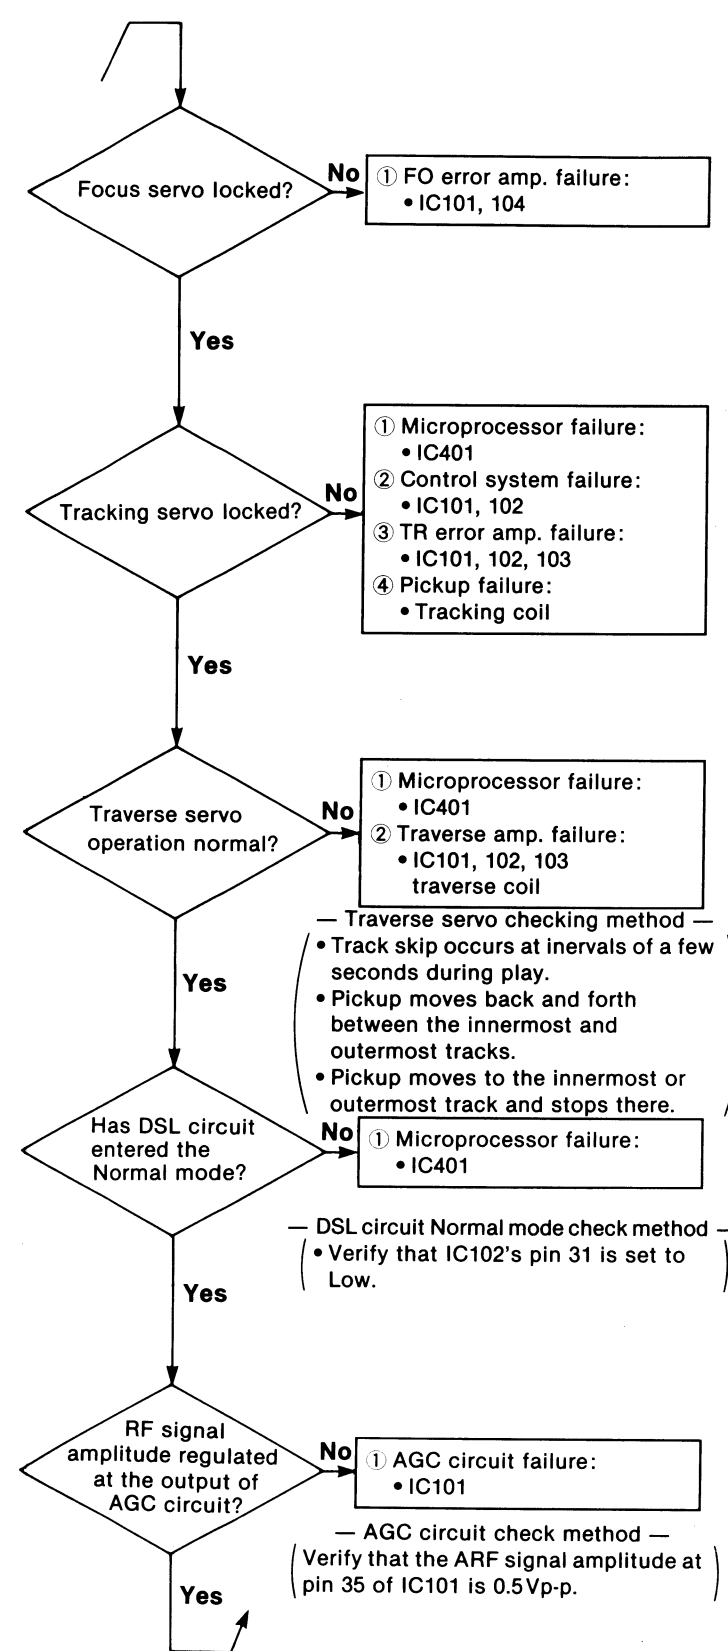 Focus servo locked?
No
① FO error amp. failure:
• IC101, 104
Yes
Tracking servo locked?
No
① Microprocessor failure:
• IC401
② Control system failure:
• IC101, 102
③ TR error amp. failure:
• IC101, 102, 103
④ Pickup failure:
• Tracking coil
Yes
Traverse servo
operation normal?
No
① Microprocessor failure:
• IC401
② Traverse amp. failure:
• IC101, 102, 103
traverse coil
— Traverse servo checking method —
• Track skip occurs at inervals of a few
seconds during play.
• Pickup moves back and forth
between the innermost and
outermost tracks.
• Pickup moves to the innermost or
outermost track and stops there.
Yes
Has DSL circuit
entered the
Normal mode?
No
① Microprocessor failure:
• IC401
— DSL circuit Normal mode check method —
• Verify that IC102's pin 31 is set to
Low.
Yes
RF signal
amplitude regulated
at the output of
AGC circuit?
No
① AGC circuit failure:
• IC101
— AGC circuit check method —
Verify that the ARF signal amplitude at
pin 35 of IC101 is 0.5Vp-p.
Yes